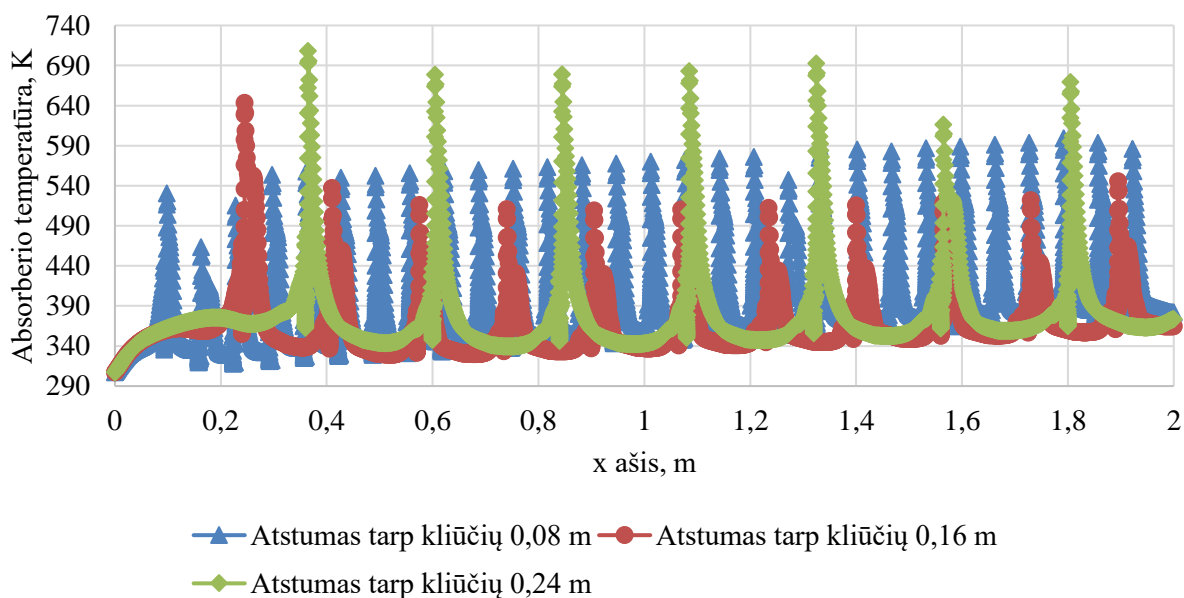 740
690
640
590
540
490
440
390
340
290
Absorberio temperatūra, K
0 0,2 0,4 0,6 0,8 1 1,2 1,4 1,6 1,8 2
x ašis, m
Atstumas tarp kliūčių 0,08 m Atstumas tarp kliūčių 0,16 m
Atstumas tarp kliūčių 0,24 m